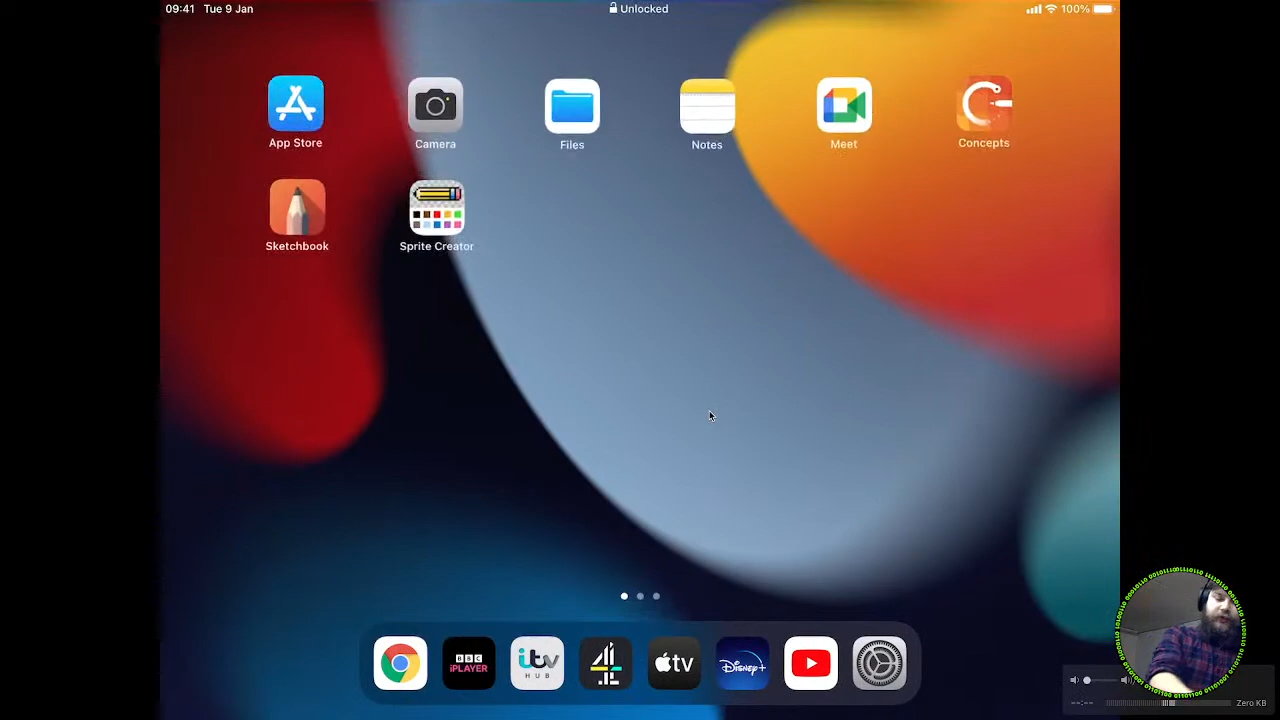 09:41 Tue 9 Jan
Unlocked
100%
App Store
Camera
Files
Notes
Meet
Concepts
Sketchbook
Sprite Creator
BBC
iPLAYER
itv
HUB
4
tv
Disney+
--:--
Zero KB